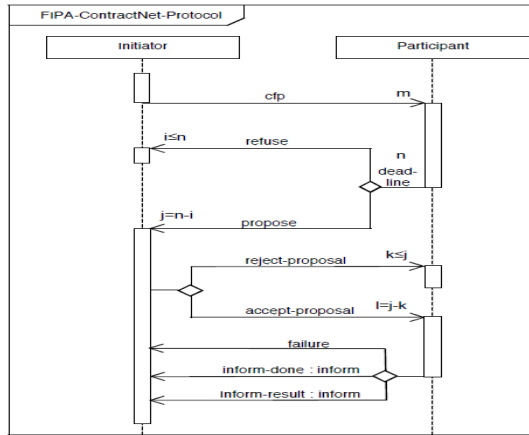 FIPA-ContractNet-Protocol
Initiator
Participant
cfp
m
i≤n
refuse
n
dead-
line
j=n-i
propose
reject-proposal
k≤j
accept-proposal
l=j-k
failure
inform-done : inform
inform-result : inform